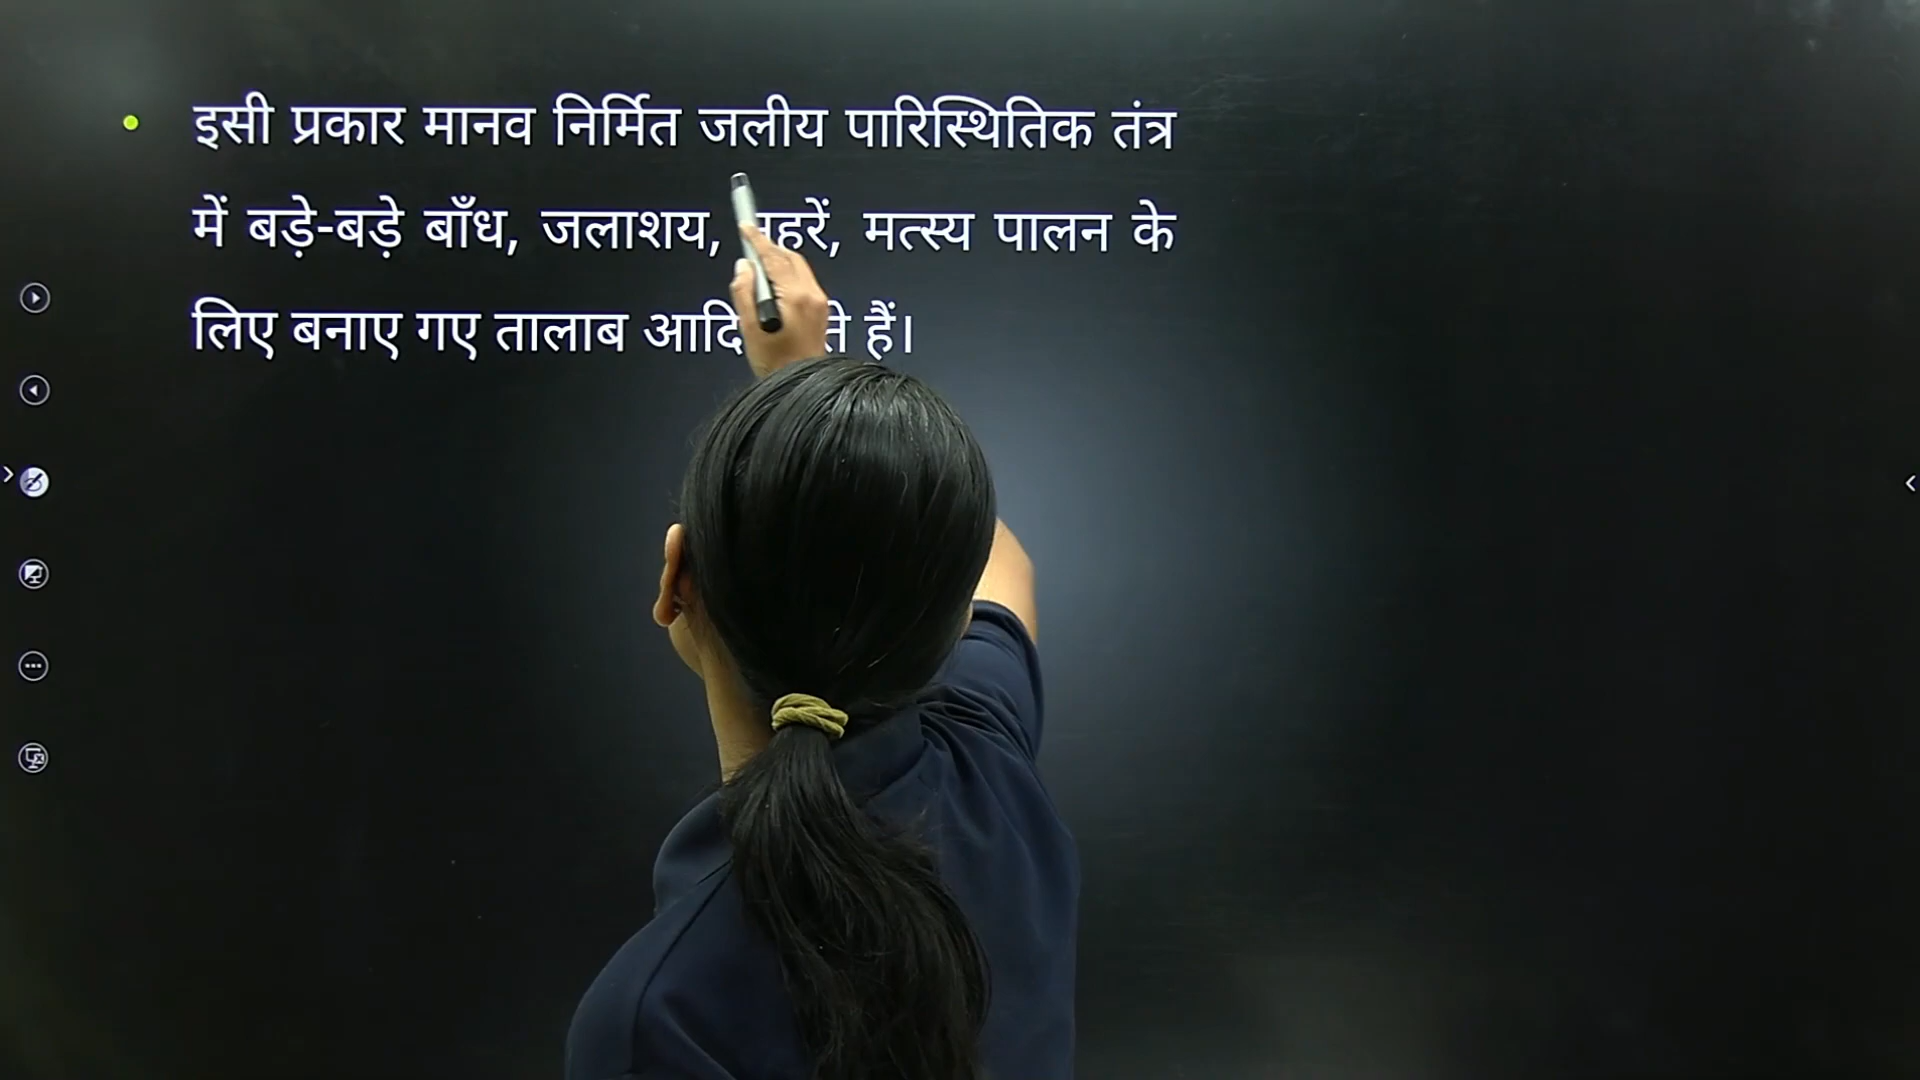 इसी प्रकार मानव निर्मित जलीय पारिस्थितिक तंत्र
में बड़े-बड़े बाँध, जलाशय, मत्स्य पालन के
लिए बनाए गए तालाब आदि हैं।